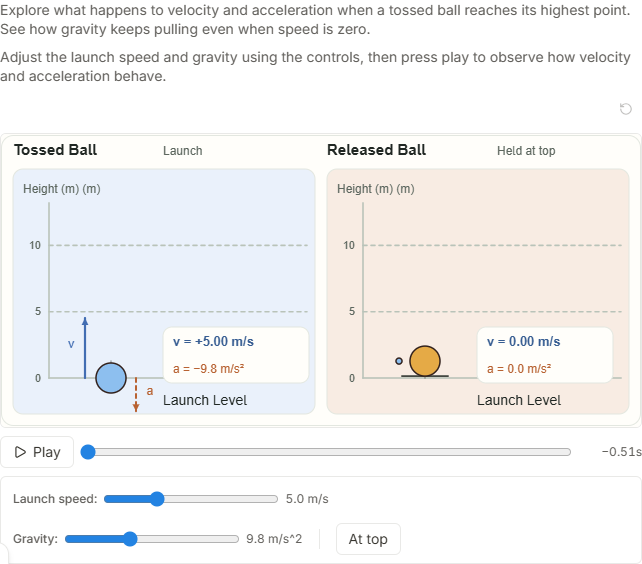 Explore what happens to velocity and acceleration when a tossed ball reaches its highest point.
See how gravity keeps pulling even when speed is zero.
Adjust the launch speed and gravity using the controls, then press play to observe how velocity
and acceleration behave.
Tossed Ball
Launch
Height (m) (m)
10
5
0
v
a
v = +5.00 m/s
a = −9.8 m/s²
Launch Level
Released Ball
Held at top
Height (m) (m)
10
5
0
v = 0.00 m/s
a = 0.0 m/s²
Launch Level
Play
−0.51s
Launch speed: 5.0 m/s
Gravity: 9.8 m/s^2
At top